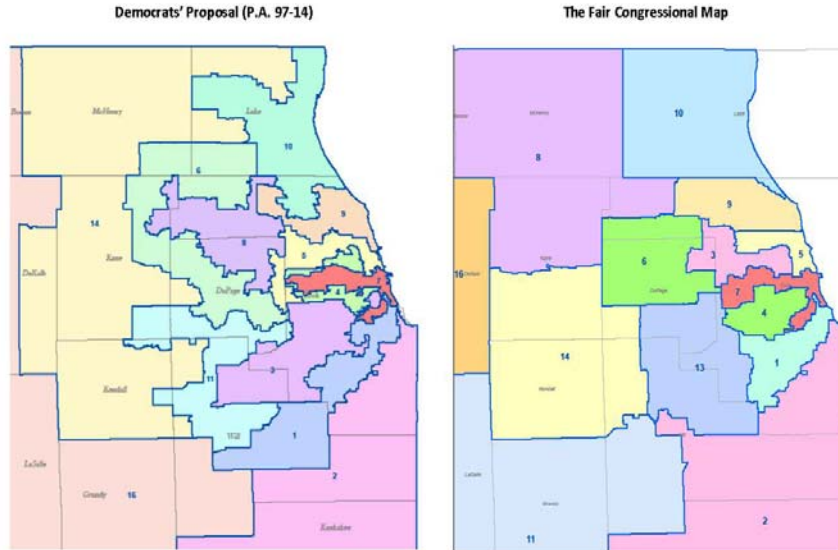 Democrats' Proposal (P.A. 97-14)
The Fair Congressional Map
McHenry
Lake
10
6
14
9
8
5
Kane
DeKalb
DuPage
7
4
3
Kendall
11
Will
1
LaSalle
2
Grundy
16
Kankakee
10
8
9
3
5
6
16
7
4
1
14
13
2
11